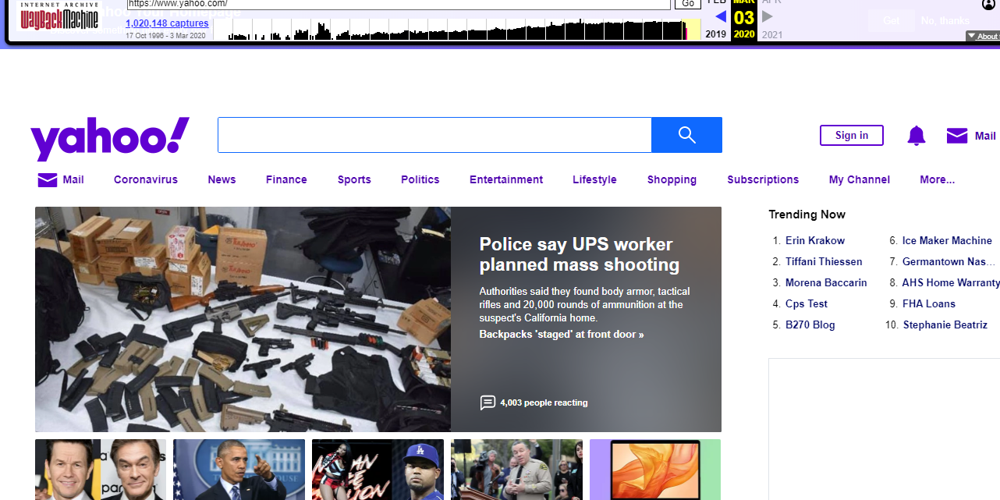 INTERNET ARCHIVE
WayBackMachine
https://www.yahoo.com/
Go
FEB
MAR
APR
1,020,148 captures
17 Oct 1996 - 3 Mar 2020
03
2019
2020
2021
Yahoo Your Homepage
Get
No, thanks
About
yahoo!
Sign in
Mail
Mail
Coronavirus
News
Finance
Sports
Politics
Entertainment
Lifestyle
Shopping
Subscriptions
My Channel
More...
Police say UPS worker
planned mass shooting
Authorities said they found body armor, tactical
rifles and 20,000 rounds of ammunition at the
suspect's California home.
Backpacks 'staged' at front door »
4,003 people reacting
Trending Now
1. Erin Krakow
2. Tiffani Thiessen
3. Morena Baccarin
4. Cps Test
5. B270 Blog
6. Ice Maker Machine
7. Germantown Nas...
8. AHS Home Warranty
9. FHA Loans
10. Stephanie Beatriz